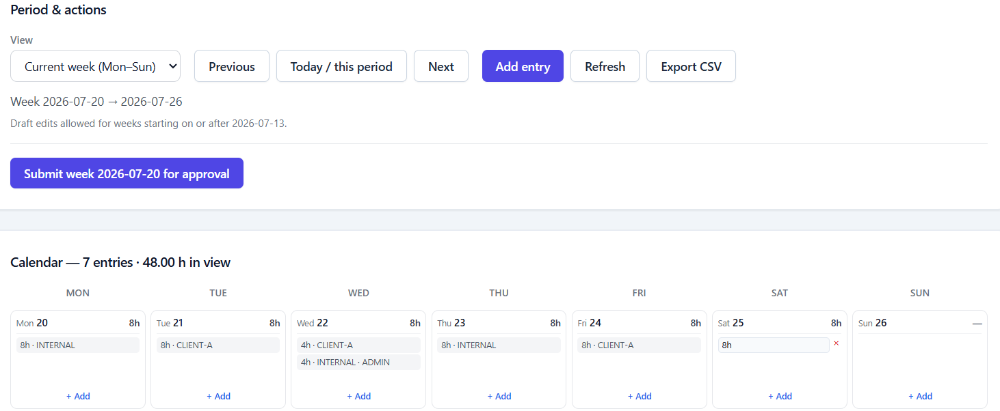 Period & actions
View
Current week (Mon–Sun) Previous Today / this period Next Add entry Refresh Export CSV
Week 2026-07-20 → 2026-07-26
Draft edits allowed for weeks starting on or after 2026-07-13.
Submit week 2026-07-20 for approval
Calendar — 7 entries · 48.00 h in view
MON TUE WED THU FRI SAT SUN
Mon 20 8h Tue 21 8h Wed 22 8h Thu 23 8h Fri 24 8h Sat 25 8h Sun 26 —
8h · INTERNAL 8h · CLIENT-A 4h · CLIENT-A 8h · INTERNAL 8h · CLIENT-A 8h ×
4h · INTERNAL · ADMIN
+ Add + Add + Add + Add + Add + Add + Add